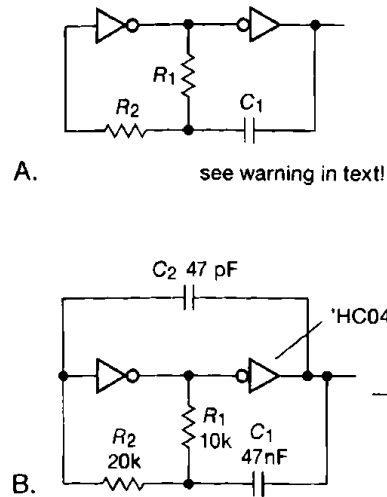 R1
R2
C1
A.
see warning in text!
C2 47 pF
'HC04
R1
10k
R2
20k
C1
47nF
B.